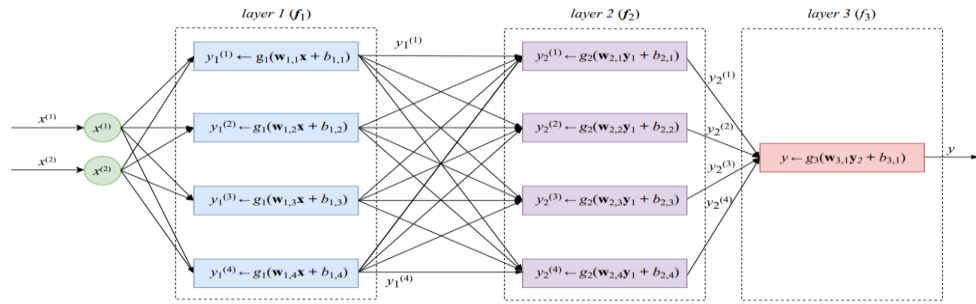 layer 1 (f₁)
layer 2 (f₂)
layer 3 (f₃)
x⁽¹⁾
x⁽²⁾
x⁽¹⁾
x⁽²⁾
y₁⁽¹⁾ ← g₁(w₁,₁x + b₁,₁)
y₁⁽²⁾ ← g₁(w₁,₂x + b₁,₂)
y₁⁽³⁾ ← g₁(w₁,₃x + b₁,₃)
y₁⁽⁴⁾ ← g₁(w₁,₄x + b₁,₄)
y₁⁽¹⁾
y₁⁽⁴⁾
y₂⁽¹⁾ ← g₂(w₂,₁y₁ + b₂,₁)
y₂⁽²⁾ ← g₂(w₂,₂y₁ + b₂,₂)
y₂⁽³⁾ ← g₂(w₂,₃y₁ + b₂,₃)
y₂⁽⁴⁾ ← g₂(w₂,₄y₁ + b₂,₄)
y₂⁽¹⁾
y₂⁽²⁾
y₂⁽³⁾
y₂⁽⁴⁾
y ← g₃(w₃,₁y₂ + b₃,₁)
y